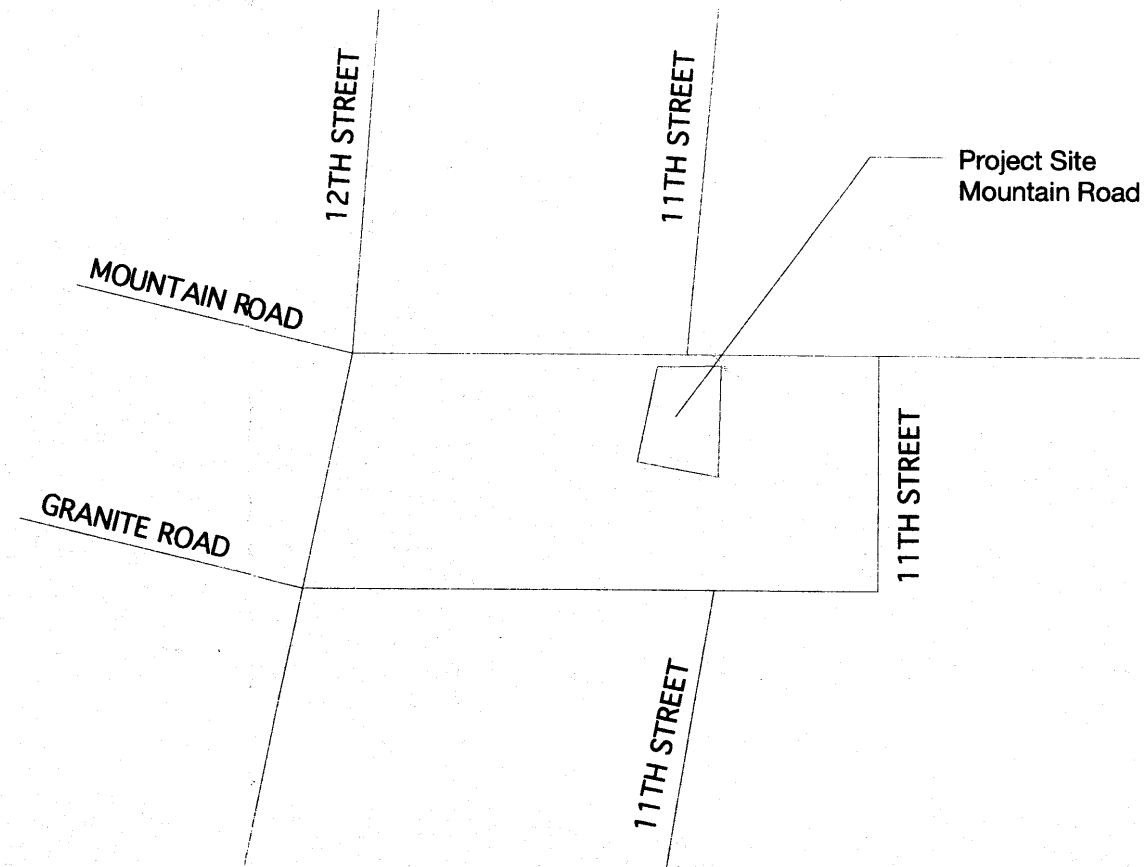 12TH STREET
11TH STREET
Project Site
Mountain Road
MOUNTAIN ROAD
11TH STREET
GRANITE ROAD
11TH STREET